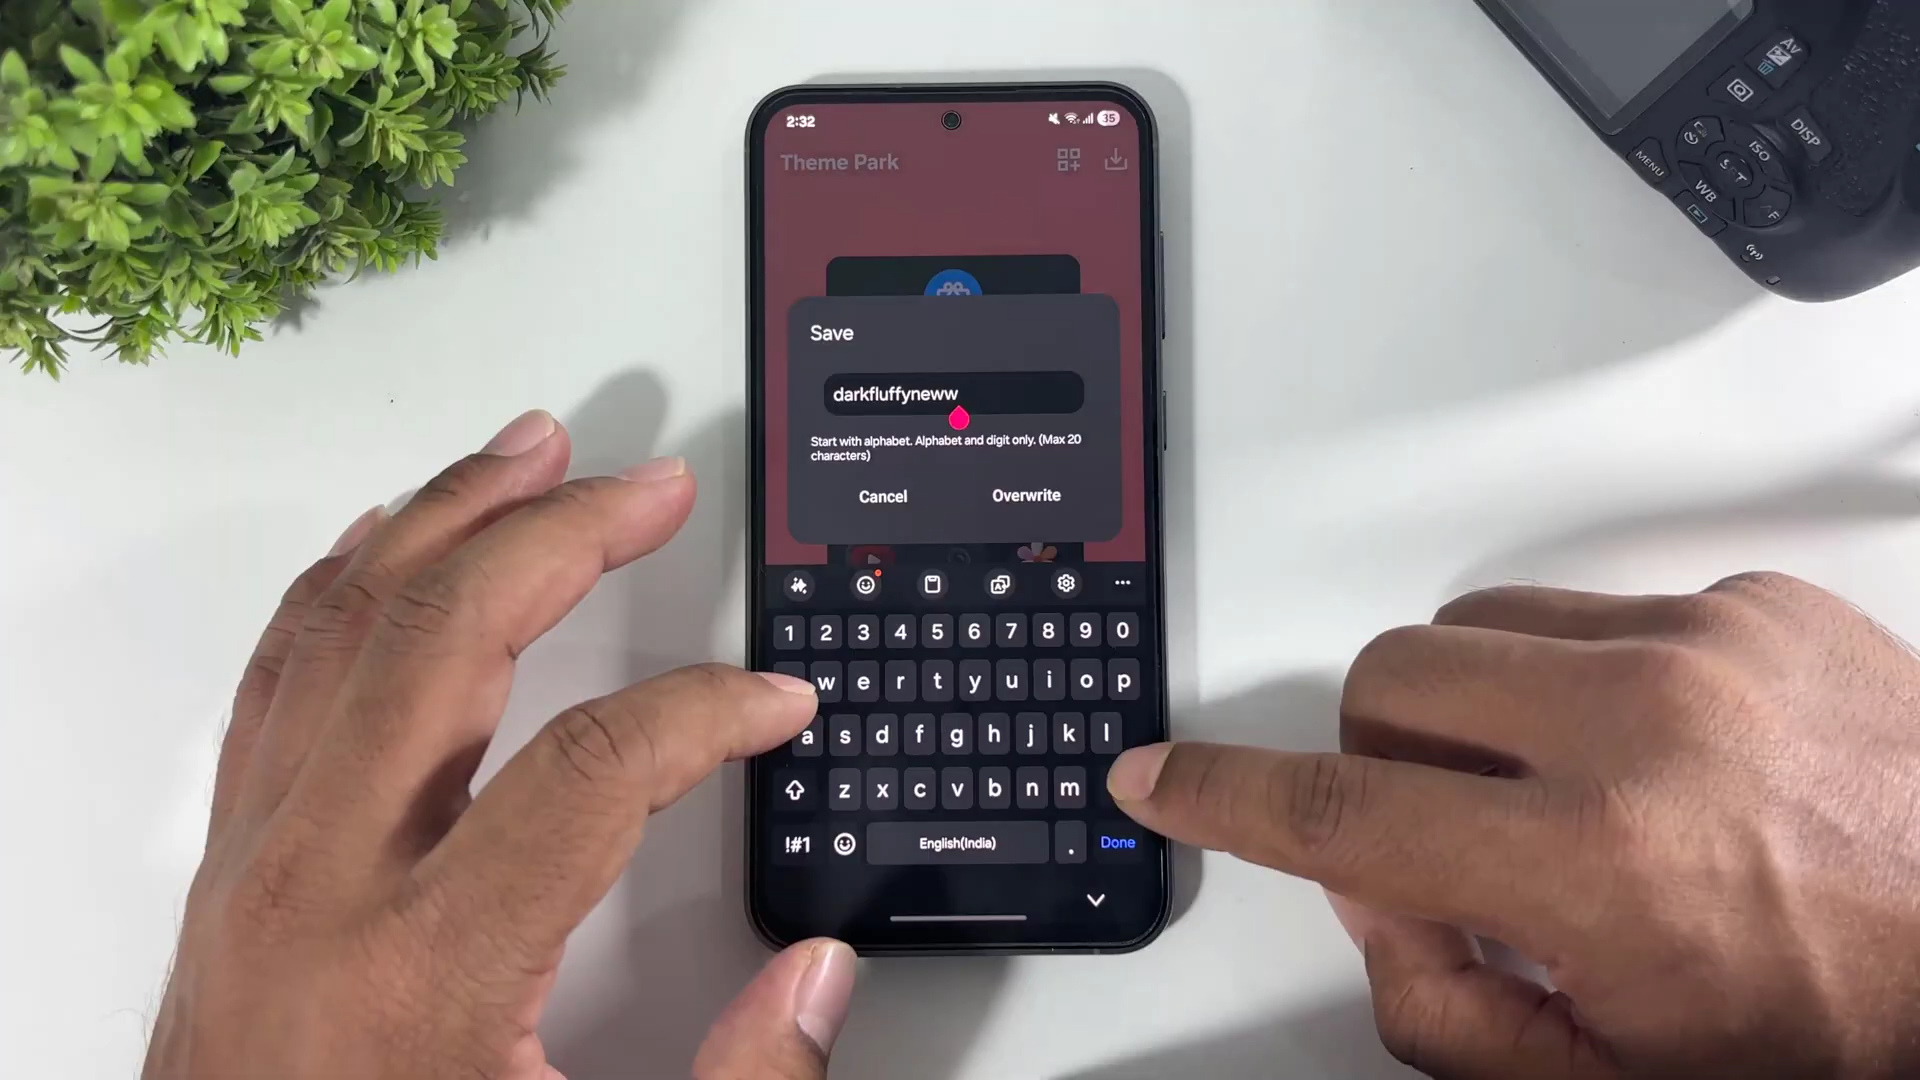 2:32
35
Theme Park
Save
darkfluffyneww
Start with alphabet. Alphabet and digit only. (Max 20
characters)
Cancel
Overwrite
1 2 3 4 5 6 7 8 9 0
w e r t y u i o p
a s d f g h j k l
z x c v b n m
!#1
English(India)
.
Done
Av
Q
DISP
ISO
MENU
WB